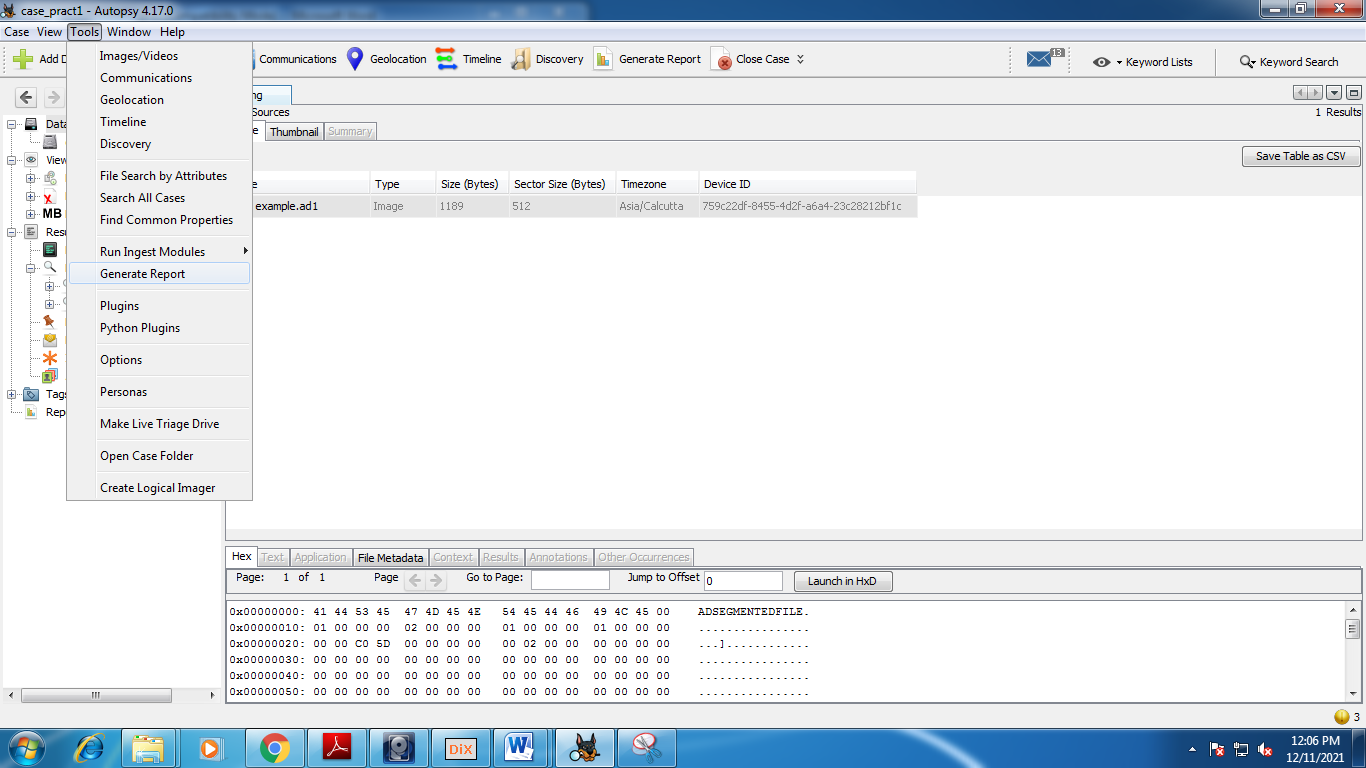 case_pract1 - Autopsy 4.17.0
Case View Tools Window Help
Add D Communications Geolocation Timeline Discovery Generate Report Close Case 13 Keyword Lists Keyword Search
Images/Videos
Communications
Geolocation
Timeline
Discovery
File Search by Attributes
Search All Cases
Find Common Properties
Run Ingest Modules
Generate Report
Plugins
Python Plugins
Options
Personas
Make Live Triage Drive
Open Case Folder
Create Logical Imager
Data
View
MB
Resu
Tags
Rep
ng
Sources 1 Results
e Thumbnail Summary
Save Table as CSV
e Type Size (Bytes) Sector Size (Bytes) Timezone Device ID
example.ad1 Image 1189 512 Asia/Calcutta 759c22df-8455-4d2f-a6a4-23c28212bf1c
Hex Text Application File Metadata Context Results Annotations Other Occurrences
Page: 1 of 1 Page Go to Page: Jump to Offset 0 Launch in HxD
0x00000000: 41 44 53 45 47 4D 45 4E 54 45 44 46 49 4C 45 00 ADSEGMENTEDFILE.
0x00000010: 01 00 00 00 02 00 00 00 01 00 00 00 01 00 00 00 ................
0x00000020: 00 00 C0 5D 00 00 00 00 00 02 00 00 00 00 00 00 ...]............
0x00000030: 00 00 00 00 00 00 00 00 00 00 00 00 00 00 00 00 ................
0x00000040: 00 00 00 00 00 00 00 00 00 00 00 00 00 00 00 00 ................
0x00000050: 00 00 00 00 00 00 00 00 00 00 00 00 00 00 00 00 ................
3
DiX
12:06 PM
12/11/2021